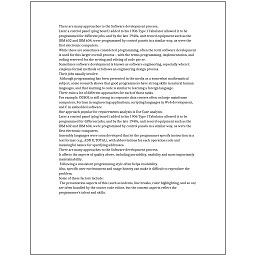 There are many approaches to the Software development process.
Later a control panel (plug board) added to the 1906 Type I Tabulator allowed it to be
programmed for different jobs, and by the late 1940s, unit record equipment such as the
IBM 602 and IBM 604, were programmed by control panels in a similar way, as were the
first electronic computers.
While these are sometimes considered programming, often the term software development
is used for this larger overall process – with the terms programming, implementation, and
coding reserved for the writing and editing of code per se.
Sometimes software development is known as software engineering, especially when it
employs formal methods or follows an engineering design process.
Their jobs usually involve:
Although programming has been presented in the media as a somewhat mathematical
subject, some research shows that good programmers have strong skills in natural human
languages, and that learning to code is similar to learning a foreign language.
There exist a lot of different approaches for each of those tasks.
For example, COBOL is still strong in corporate data centers often on large mainframe
computers, Fortran in engineering applications, scripting languages in Web development,
and C in embedded software.
One approach popular for requirements analysis is Use Case analysis.
Later a control panel (plug board) added to the 1906 Type I Tabulator allowed it to be
programmed for different jobs, and by the late 1940s, unit record equipment such as the
IBM 602 and IBM 604, were programmed by control panels in a similar way, as were the
first electronic computers.
Assembly languages were soon developed that let the programmer specify instruction in a
text format (e.g., ADD X, TOTAL), with abbreviations for each operation code and
meaningful names for specifying addresses.
There are many approaches to the Software development process.
It affects the aspects of quality above, including portability, usability and most importantly
maintainability.
Following a consistent programming style often helps readability.
Also, specific user environment and usage history can make it difficult to reproduce the
problem.
Some of these factors include:
The presentation aspects of this (such as indents, line breaks, color highlighting, and so on)
are often handled by the source code editor, but the content aspects reflect the
programmer's talent and skills.